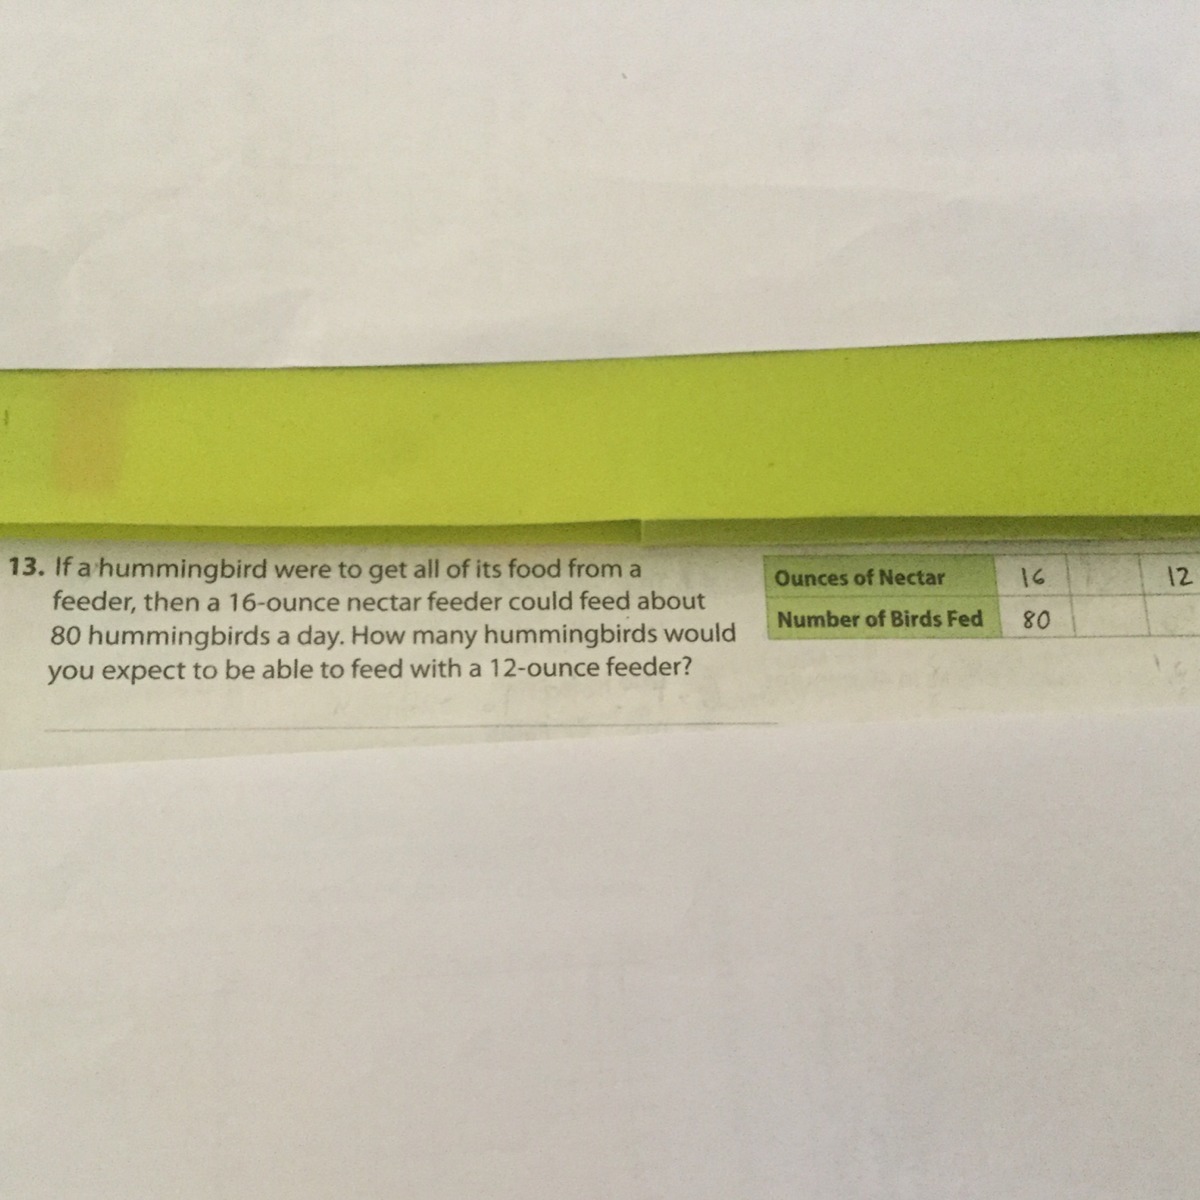 13. If a hummingbird were to get all of its food from a
feeder, then a 16-ounce nectar feeder could feed about
80 hummingbirds a day. How many hummingbirds would
you expect to be able to feed with a 12-ounce feeder?
Ounces of Nectar 16 12
Number of Birds Fed 80